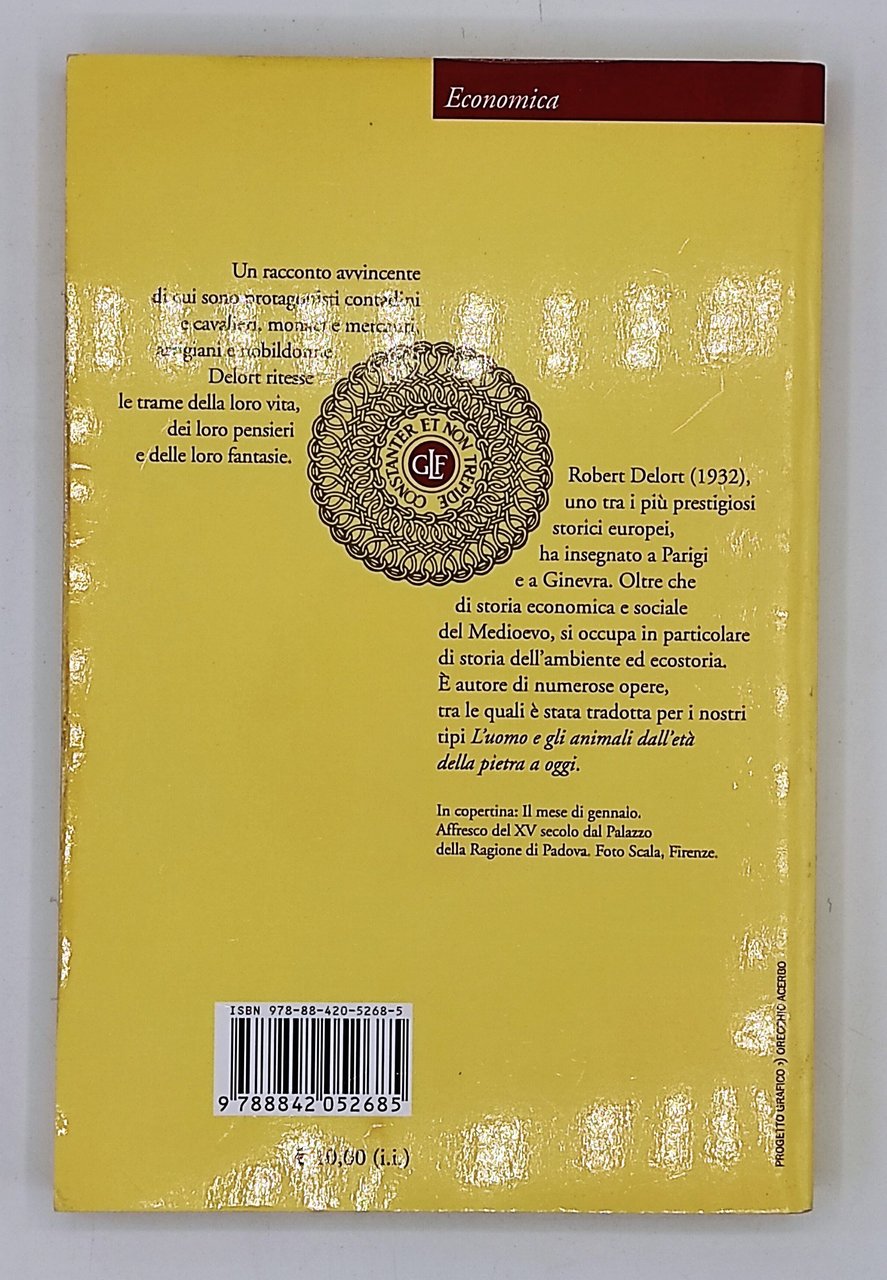 Economica
Un racconto avvincente
di cui sono protagonisti contadini
e cavalieri, monaci e mercanti,
artigiani e nobildonne.
Delort ritesse
le trame della loro vita,
dei loro pensieri
e delle loro fantasie.
CONSTANTER ET NON TREPIDE
GLF
Robert Delort (1932),
uno tra i più prestigiosi
storici europei,
ha insegnato a Parigi
e a Ginevra. Oltre che
di storia economica e sociale
del Medioevo, si occupa in particolare
di storia dell'ambiente ed ecostoria.
È autore di numerose opere,
tra le quali è stata tradotta per i nostri
tipi L'uomo e gli animali dall'età
della pietra a oggi.
In copertina: Il mese di gennaio.
Affresco del XV secolo dal Palazzo
della Ragione di Padova. Foto Scala, Firenze.
PROGETTO GRAFICO ›) ORECCHIO ACERBO
ISBN 978-88-420-5268-5
9 788842 052685
(i.i.)